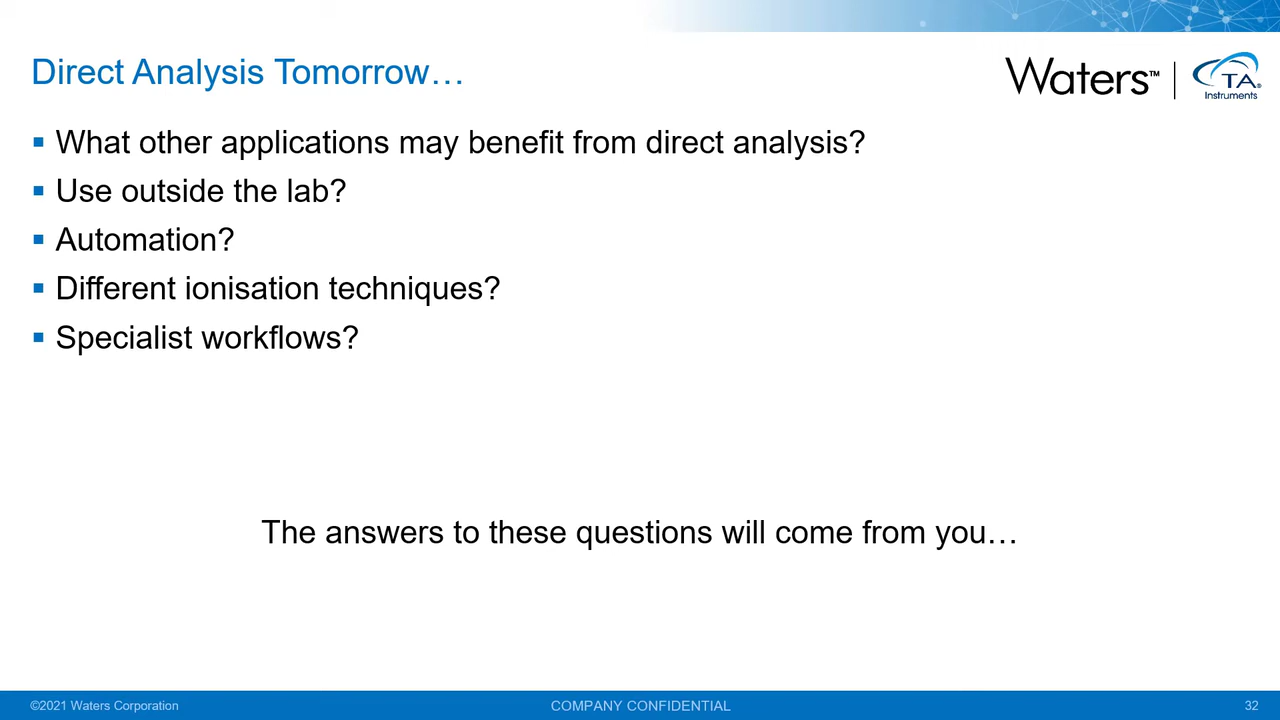 Direct Analysis Tomorrow…
Waters™
TA®
Instruments
What other applications may benefit from direct analysis?
Use outside the lab?
Automation?
Different ionisation techniques?
Specialist workflows?
The answers to these questions will come from you…
©2021 Waters Corporation
COMPANY CONFIDENTIAL
32